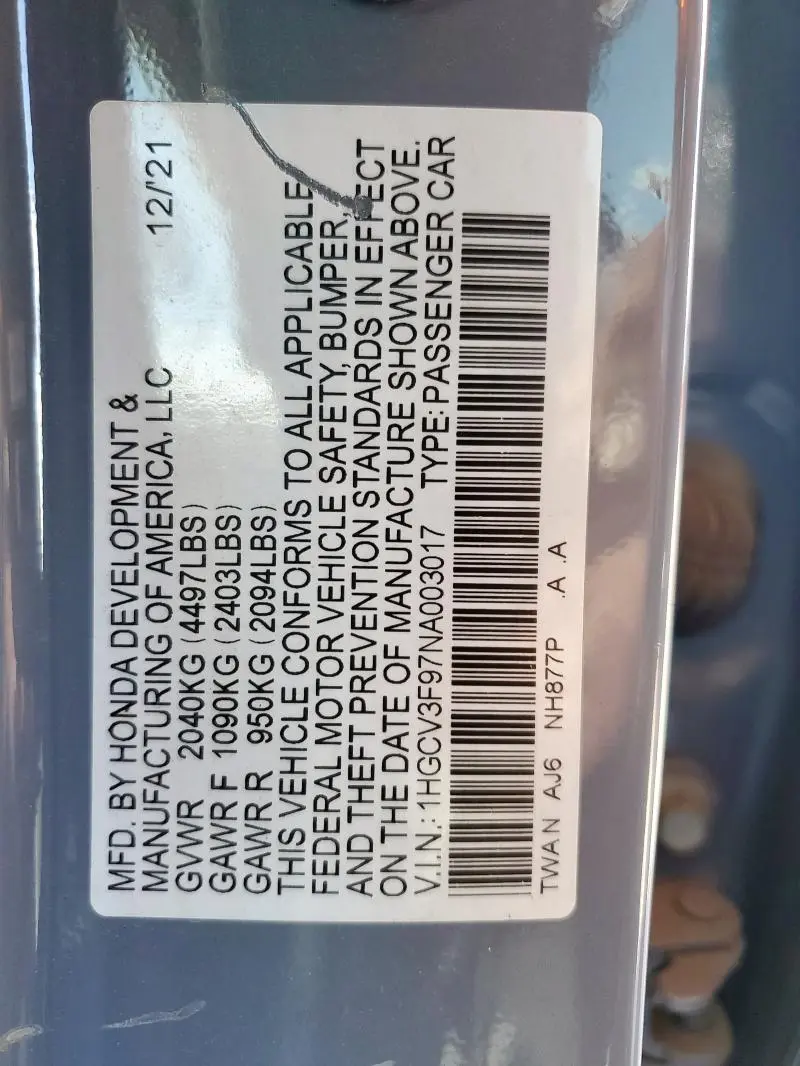 MFD. BY HONDA DEVELOPMENT &
MANUFACTURING OF AMERICA, LLC 12/'21
GVWR 2040KG (4497LBS)
GAWR F 1090KG (2403LBS)
GAWR R 950KG (2094LBS)
THIS VEHICLE CONFORMS TO ALL APPLICABLE
FEDERAL MOTOR VEHICLE SAFETY, BUMPER,
AND THEFT PREVENTION STANDARDS IN EFFECT
ON THE DATE OF MANUFACTURE SHOWN ABOVE.
V.I.N.: 1HGCV3F97NA003017 TYPE: PASSENGER CAR
TWAN AJ6 NH877P .A .A